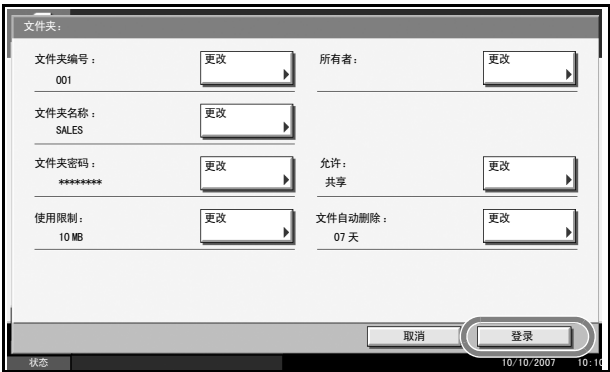 文件夹:
文件夹编号: 更改 所有者: 更改
001
文件夹名称: 更改
SALES
文件夹密码: 更改 允许: 更改
******** 共享
使用限制: 更改 文件自动删除: 更改
10 MB 07 天
取消 登录
状态 10/10/2007 10:10